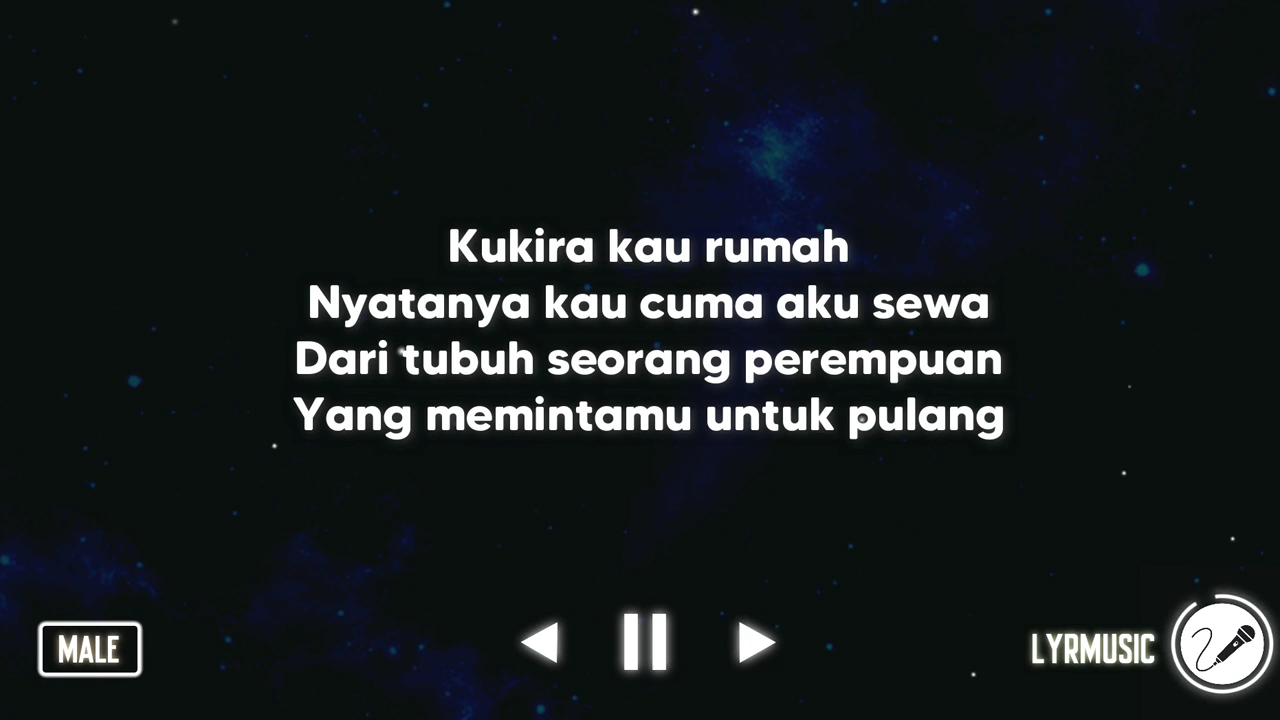 Kukira kau rumah
Nyatanya kau cuma aku sewa
Dari tubuh seorang perempuan
Yang memintamu untuk pulang
MALE
LYRMUSIC